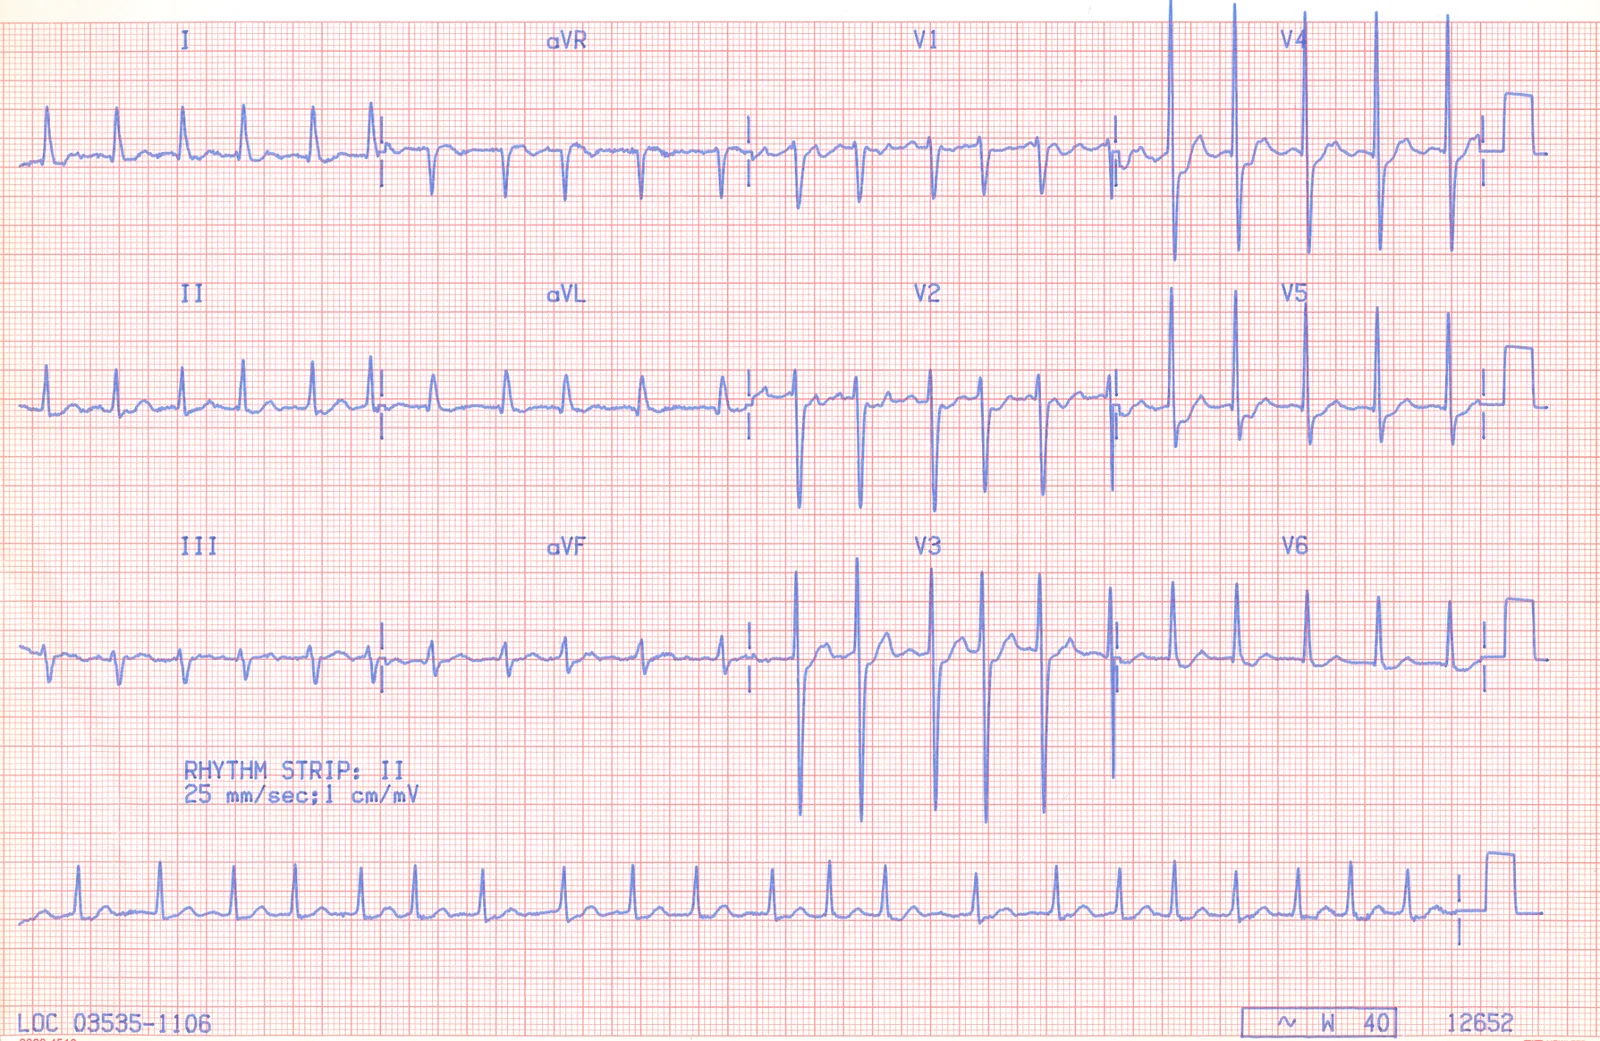 I aVR V1 V4
II aVL V2 V5
III aVF V3 V6
RHYTHM STRIP: II
25 mm/sec;1 cm/mV
LOC 03535-1106
~ W 40 12652